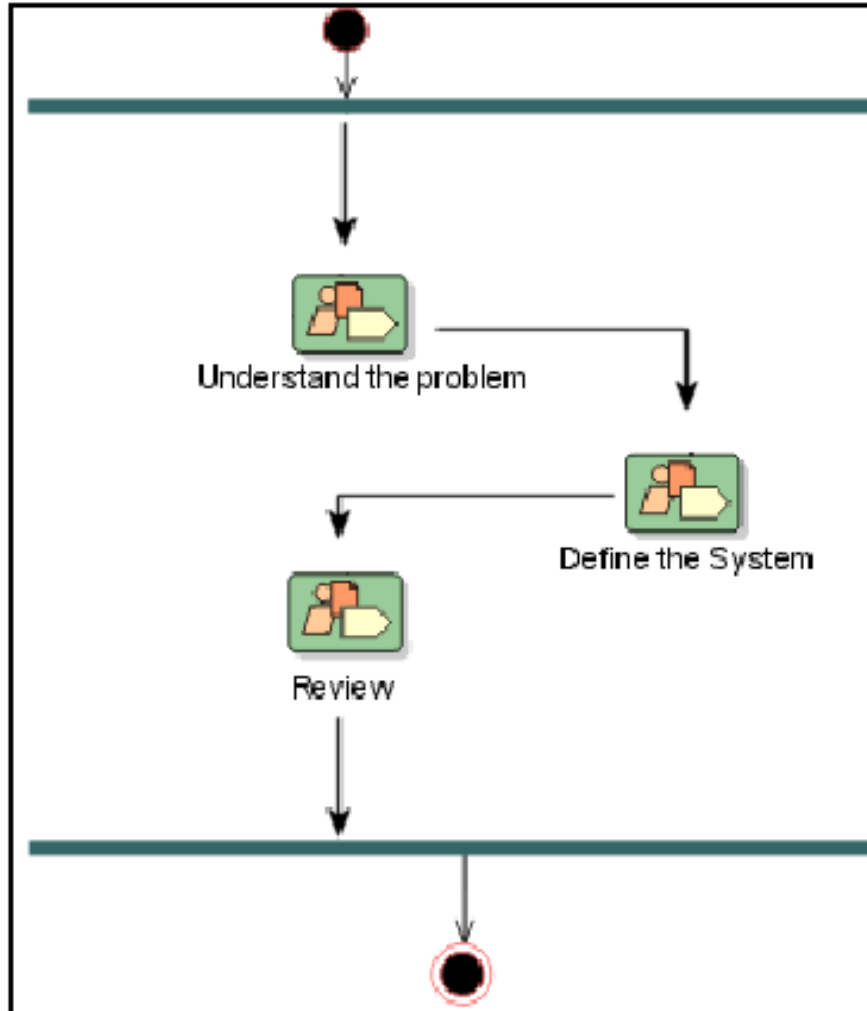 Understand the problem
Define the System
Review